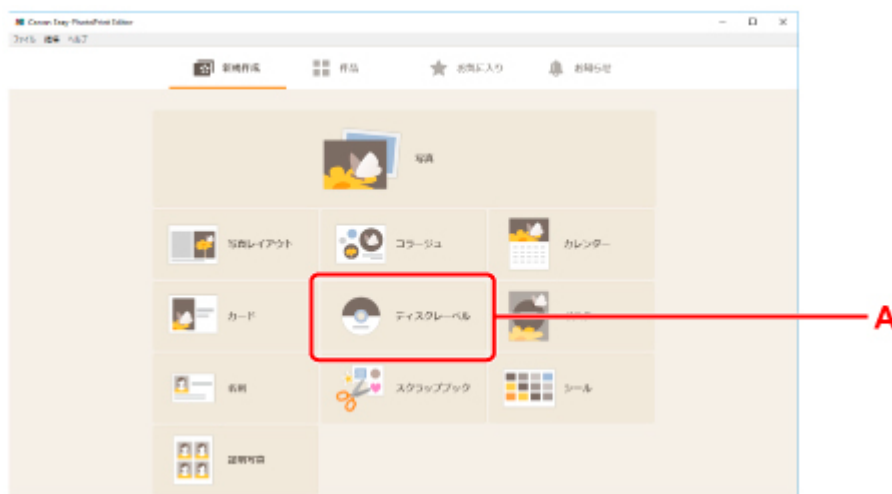 Canon Easy-PhotoPrint Editor
ファイル 編集 ヘルプ
新規作成 作品 お気に入り お知らせ
写真
写真レイアウト コラージュ カレンダー
カード ディスクレーベル
A
名刺 スクラップブック シール
証明写真